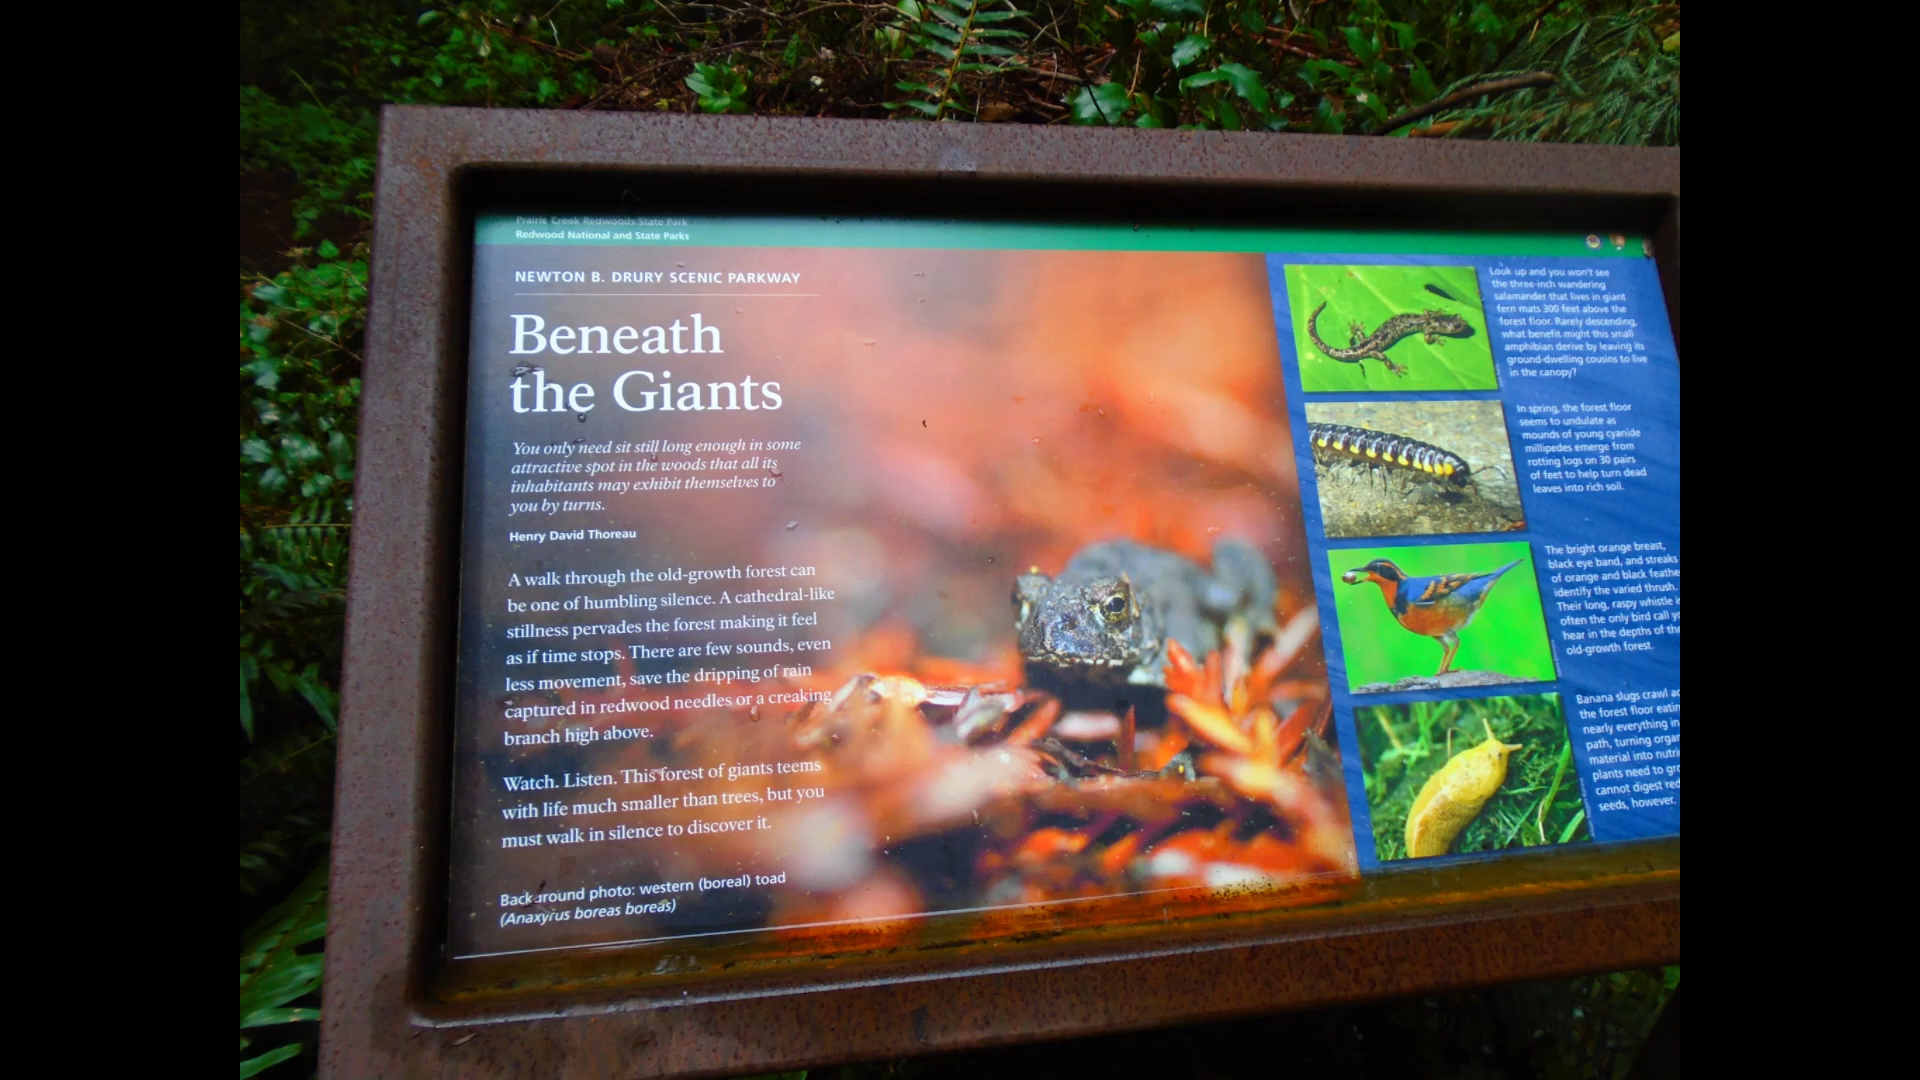 Prairie Creek Redwoods State Park
Redwood National and State Parks
NEWTON B. DRURY SCENIC PARKWAY
Beneath
the Giants
You only need sit still long enough in some
attractive spot in the woods that all its
inhabitants may exhibit themselves to
you by turns.
Henry David Thoreau
A walk through the old-growth forest can
be one of humbling silence. A cathedral-like
stillness pervades the forest making it feel
as if time stops. There are few sounds, even
less movement, save the dripping of rain
captured in redwood needles or a creaking
branch high above.
Watch. Listen. This forest of giants teems
with life much smaller than trees, but you
must walk in silence to discover it.
Background photo: western (boreal) toad
(Anaxyrus boreas boreas)
Look up and you won't see
the three-inch wandering
salamander that lives in giant
fern mats 300 feet above the
forest floor. Rarely descending,
what benefit might this small
amphibian derive by leaving its
ground-dwelling cousins to live
in the canopy?
In spring, the forest floor
seems to undulate as
mounds of young cyanide
millipedes emerge from
rotting logs on 30 pairs
of feet to help turn dead
leaves into rich soil.
The bright orange breast,
black eye band, and streaks
of orange and black feathe
identify the varied thrush.
Their long, raspy whistle i
often the only bird call y
hear in the depths of the
old-growth forest.
Banana slugs crawl ac
the forest floor eatin
nearly everything in
path, turning organ
material into nutri
plants need to gro
cannot digest red
seeds, however.